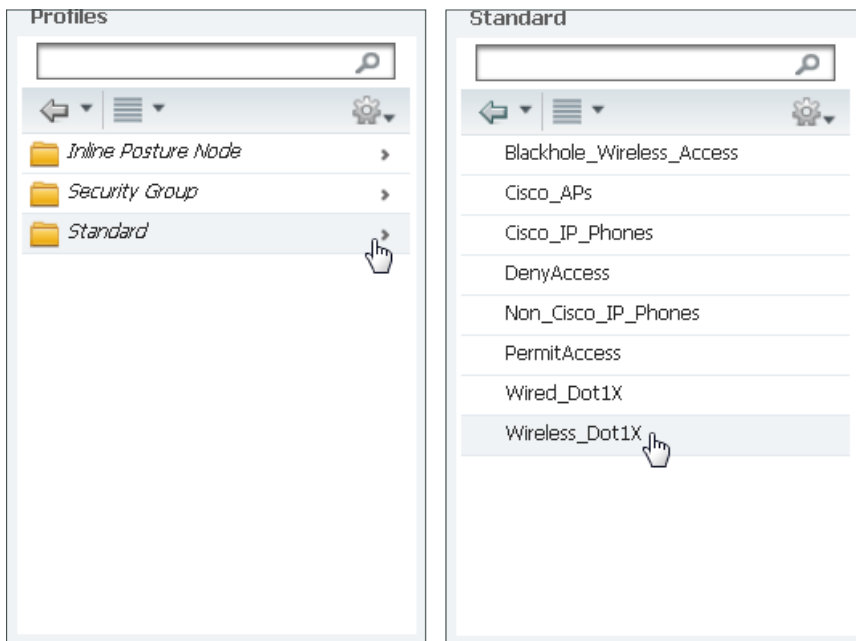 Profiles
Inline Posture Node
Security Group
Standard
Standard
Blackhole_Wireless_Access
Cisco_APs
Cisco_IP_Phones
DenyAccess
Non_Cisco_IP_Phones
PermitAccess
Wired_Dot1X
Wireless_Dot1X